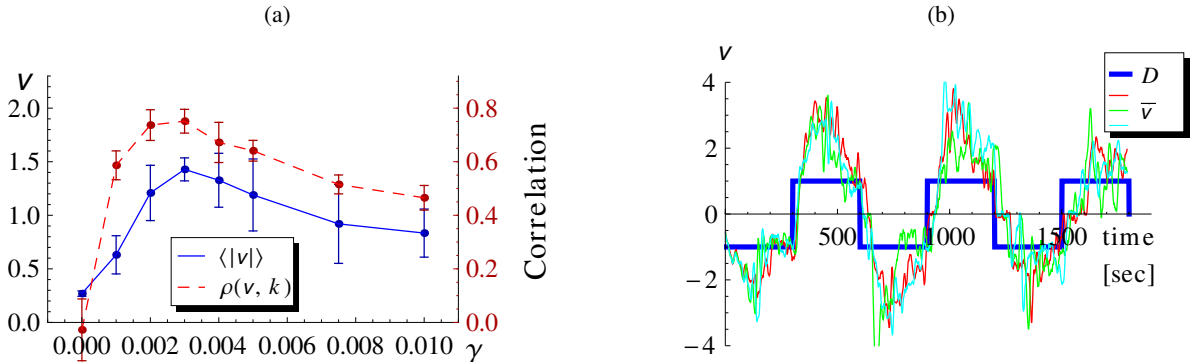 (a)
v
2.0
1.5
1.0
0.5
0.0
0.000 0.002 0.004 0.006 0.008 0.010 γ
0.8
0.6
0.4
0.2
0.0
Correlation
⟨|v|⟩
ρ(v, k)
(b)
v
4
2
0
−2
−4
500 1000 1500 time
[sec]
D
v̅